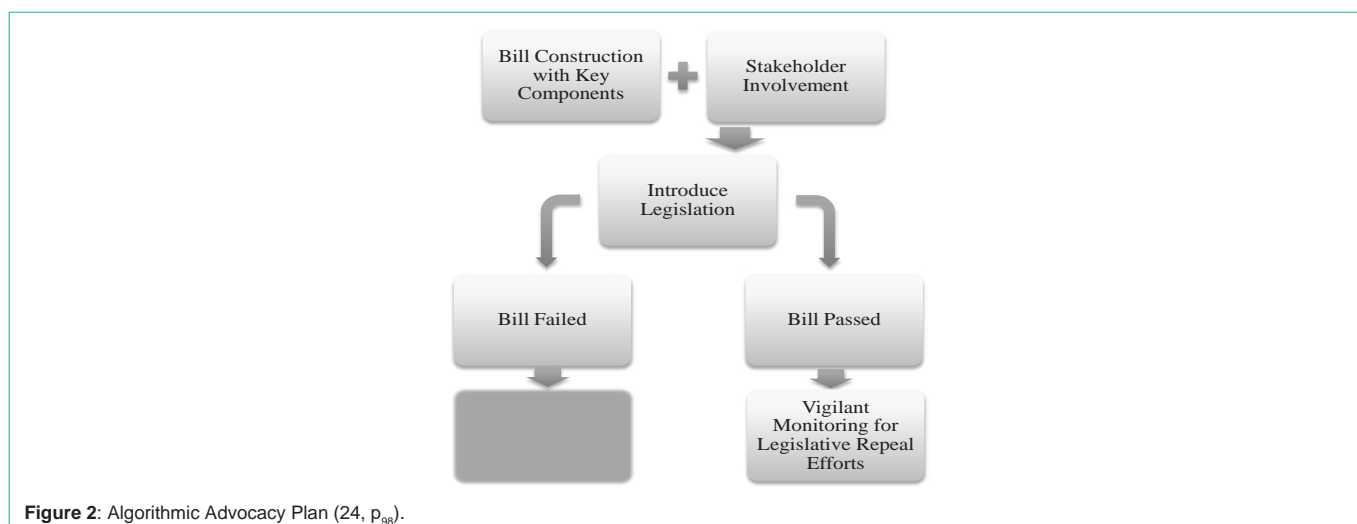 Bill Construction
with Key
Components
Stakeholder
Involvement
Introduce
Legislation
Bill Failed
Bill Passed
Vigilant
Monitoring for
Legislative Repeal
Efforts
Figure 2: Algorithmic Advocacy Plan (24, p98).